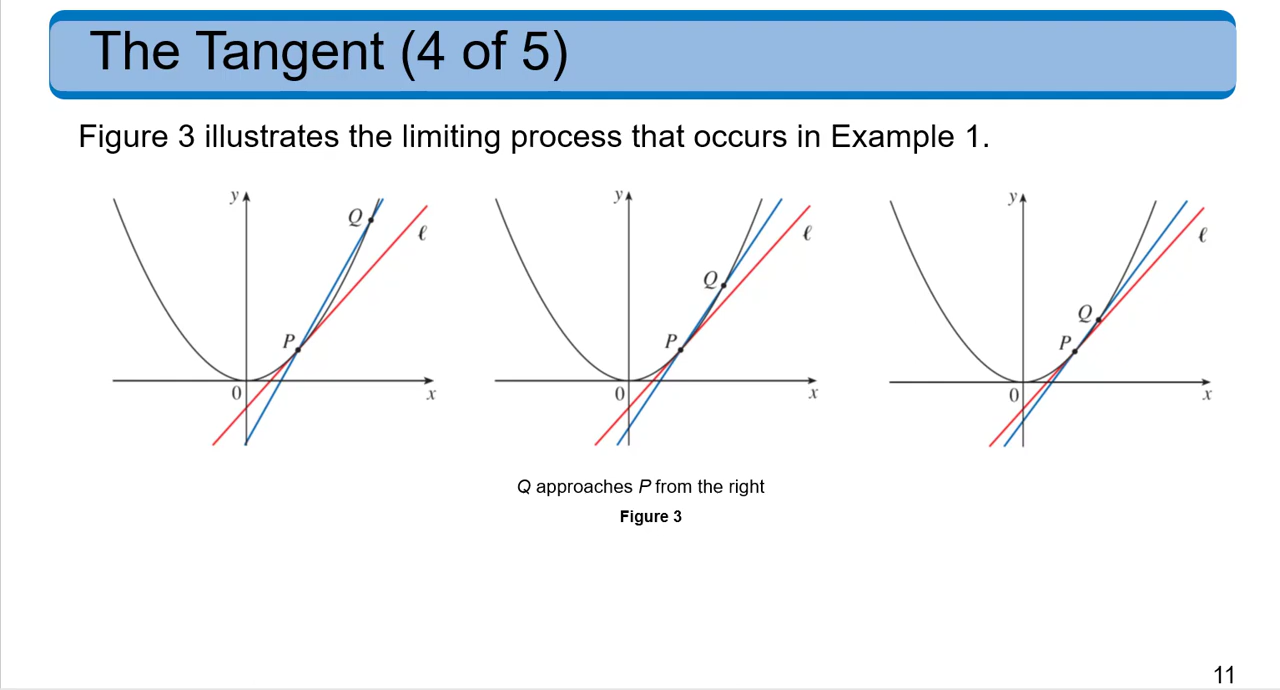 The Tangent (4 of 5)
Figure 3 illustrates the limiting process that occurs in Example 1.
y
Q
ℓ
P
0
x
y
Q
ℓ
P
0
x
y
Q
ℓ
P
0
x
Q approaches P from the right
Figure 3
11